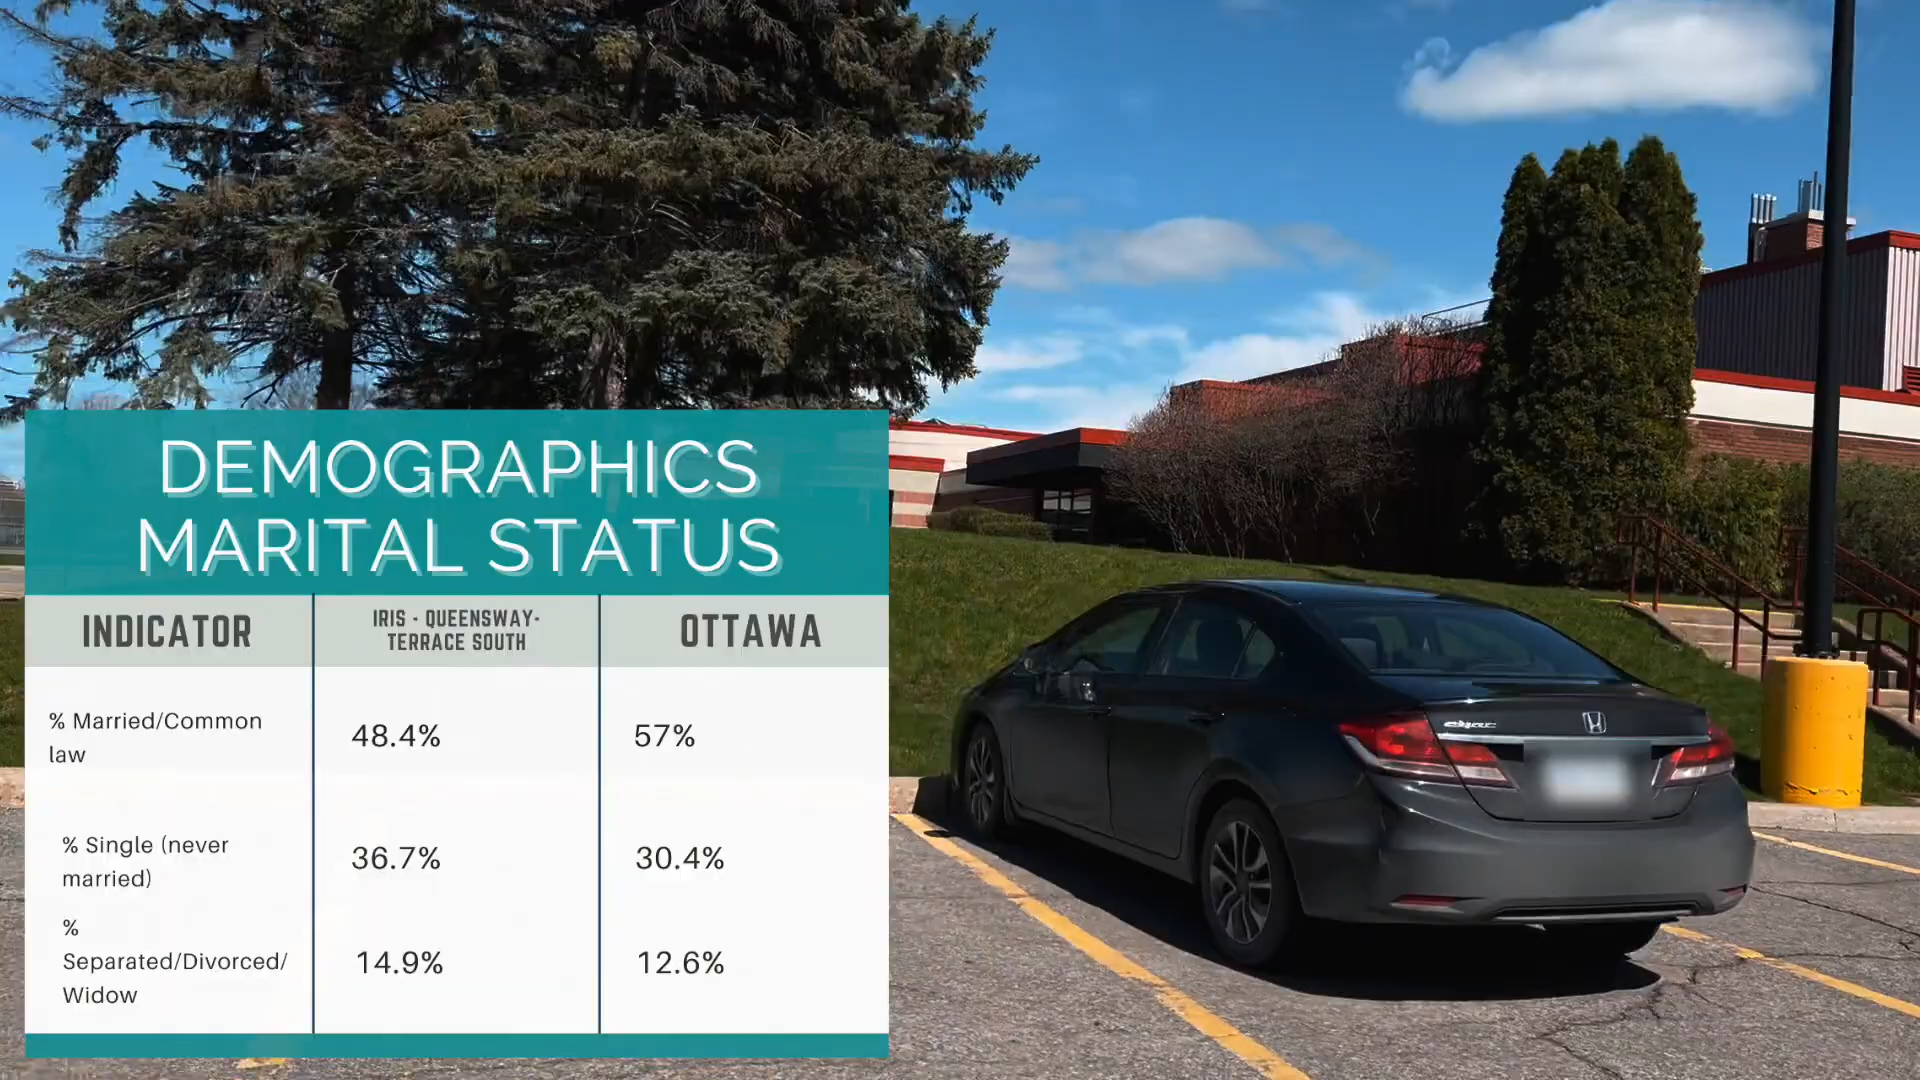 DEMOGRAPHICS
MARITAL STATUS
INDICATOR
IRIS - QUEENSWAY-
TERRACE SOUTH
OTTAWA
% Married/Common
law
48.4%
57%
% Single (never
married)
36.7%
30.4%
%
Separated/Divorced/
Widow
14.9%
12.6%